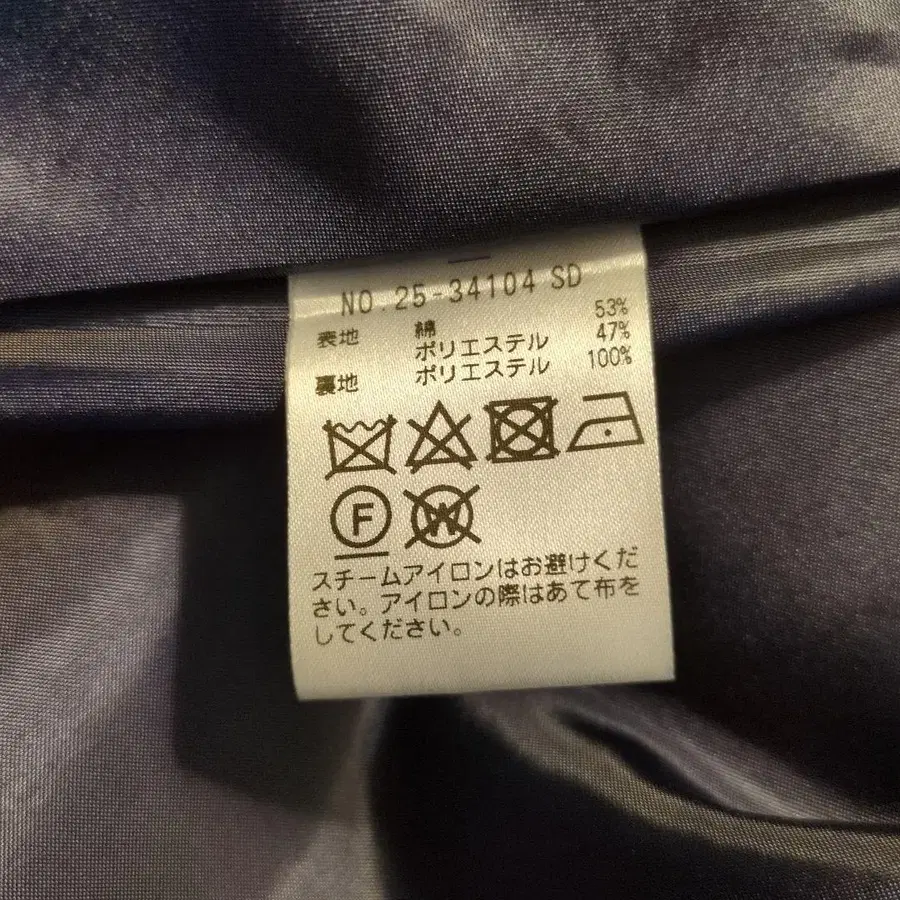 NO.25-34104 SD
表地 綿 53%
ポリエステル 47%
裏地 ポリエステル 100%
F W
スチームアイロンはお避けくだ
さい。アイロンの際はあて布を
してください。